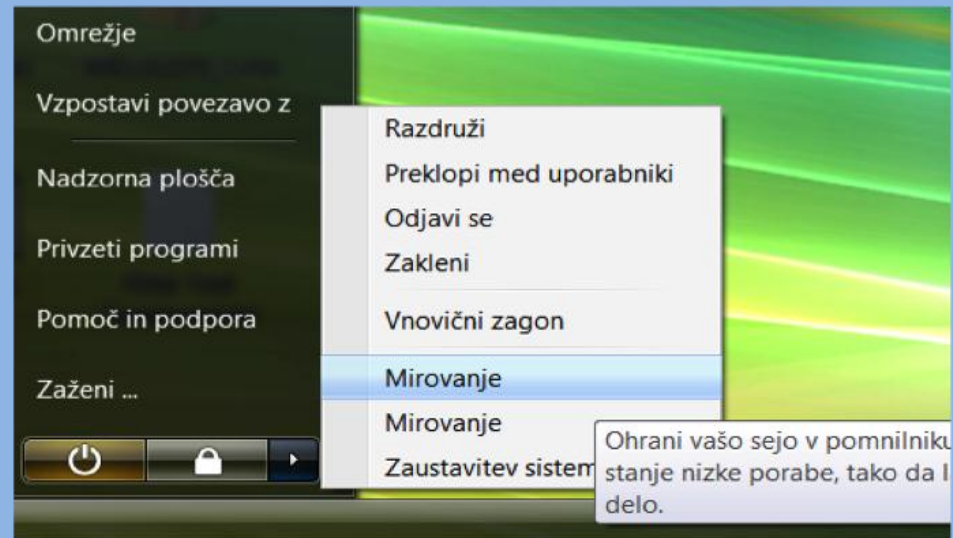 Omrežje
Vzpostavi povezavo z
Nadzorna plošča
Privzeti programi
Pomoč in podpora
Zaženi ...
Razdruži
Preklopi med uporabniki
Odjavi se
Zakleni
Vnovični zagon
Mirovanje
Mirovanje
Zaustavitev sistem
Ohrani vašo sejo v pomnilniku
stanje nizke porabe, tako da l
delo.